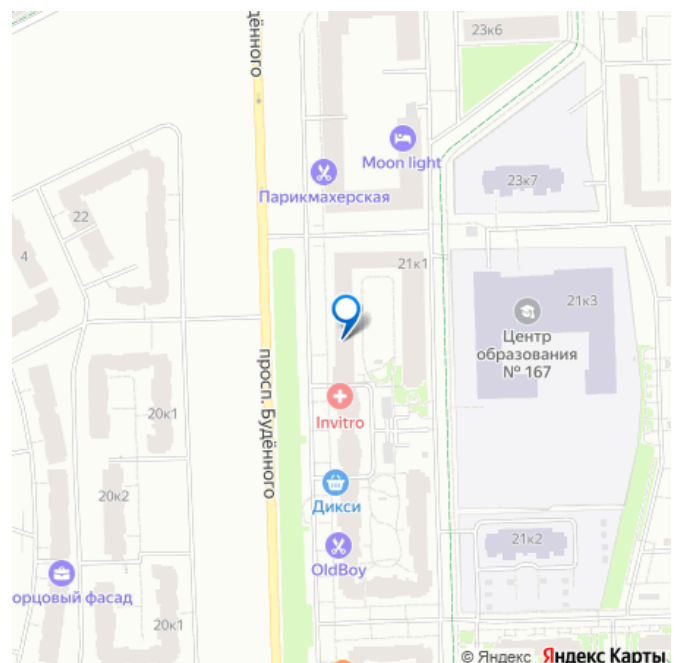 дённого
23к6
Moon light
Парикмахерская
23к7
22
4
21к1
21к3
Центр
образования
№ 167
просп. Будённого
Invitro
20к1
20к2
Дикси
21к2
OldBoy
орцовый фасад
20к1
© Яндекс Яндекс Карты